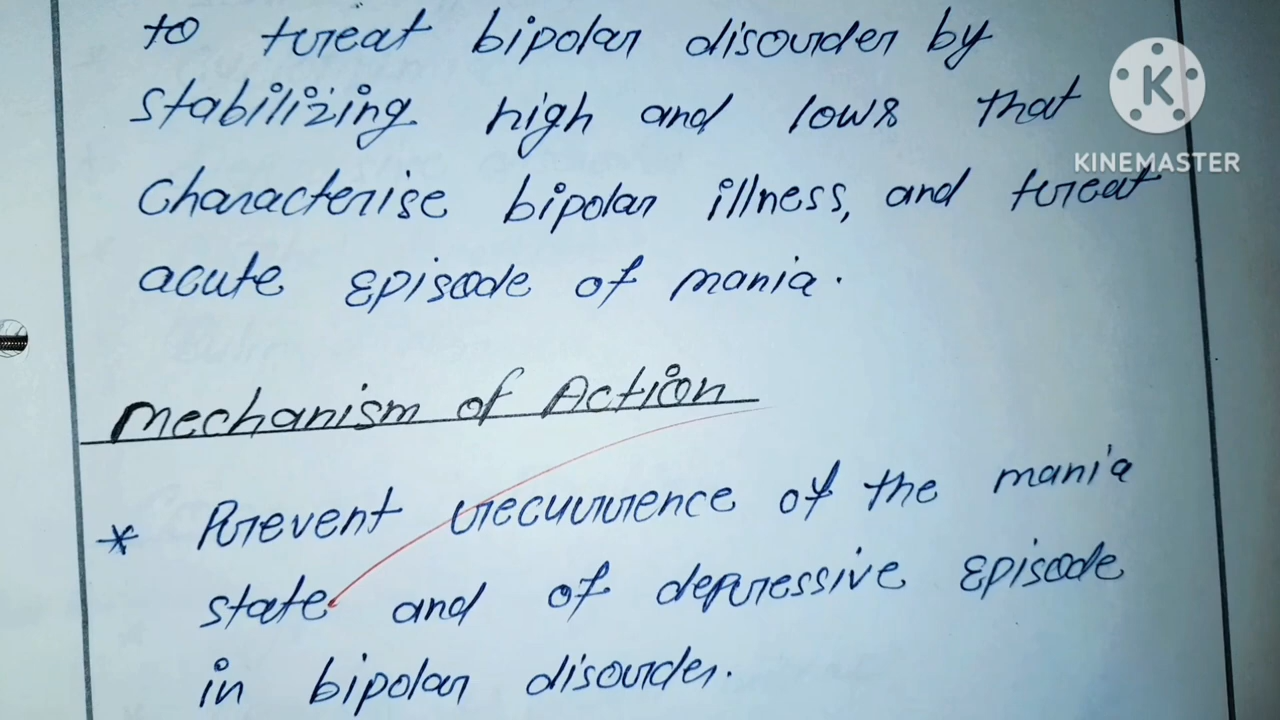 to treat bipolar disorder by
stabilizing high and lows that
characterise bipolar illness, and treat
acute episode of mania.
Mechanism of Action
* Prevent recurrence of the mania
state and of depressive episode
in bipolar disorder.
K
KINEMASTER